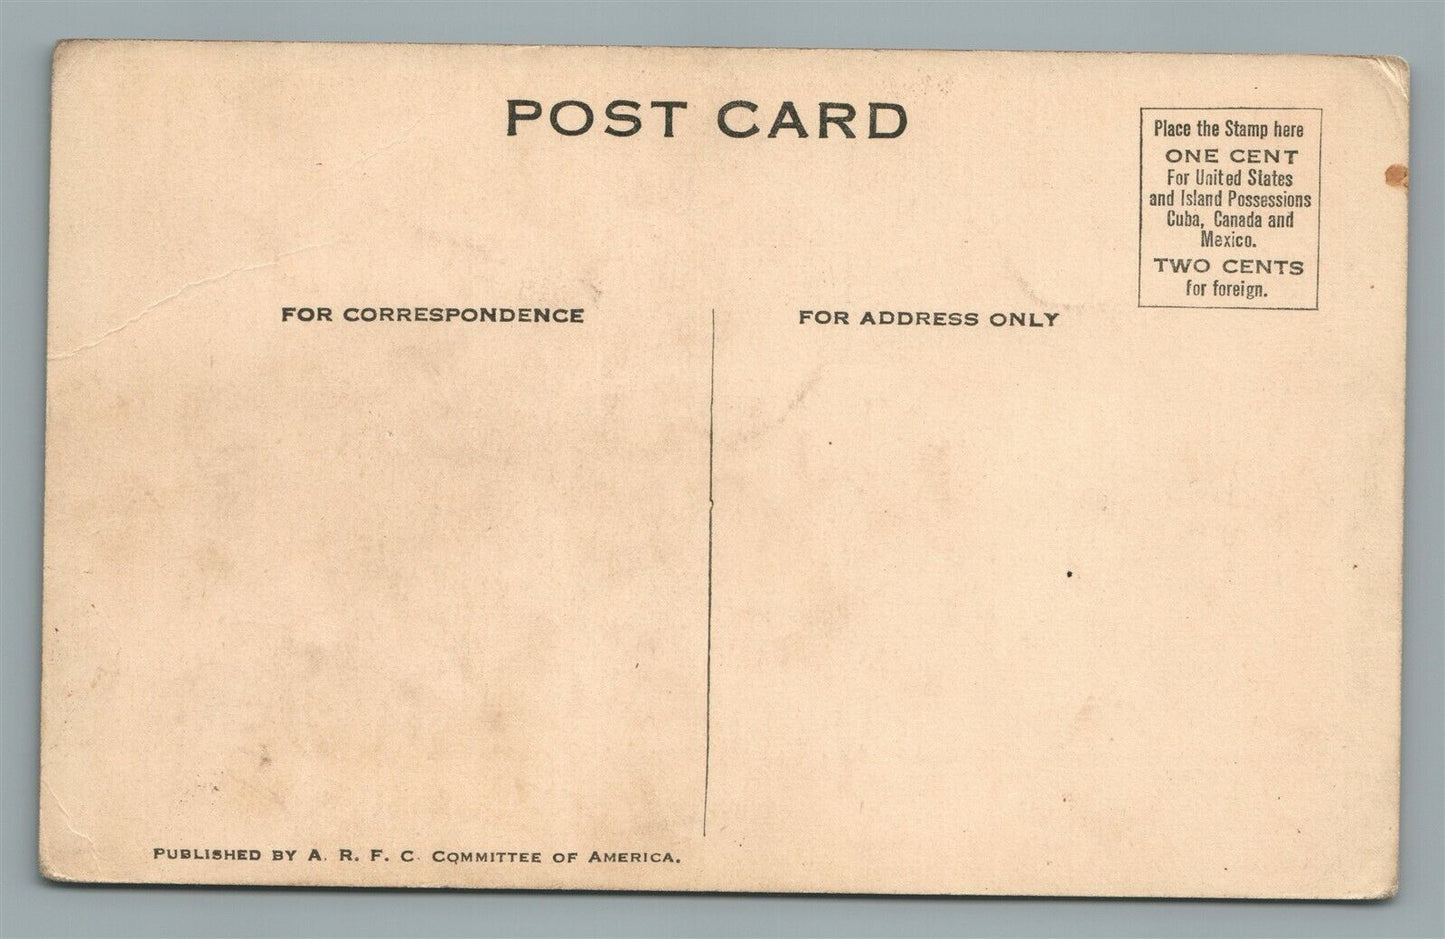 POST CARD
Place the Stamp here
ONE CENT
For United States
and Island Possessions
Cuba, Canada and
Mexico.
TWO CENTS
for foreign.
FOR CORRESPONDENCE
FOR ADDRESS ONLY
PUBLISHED BY A. R. F. C. COMMITTEE OF AMERICA.